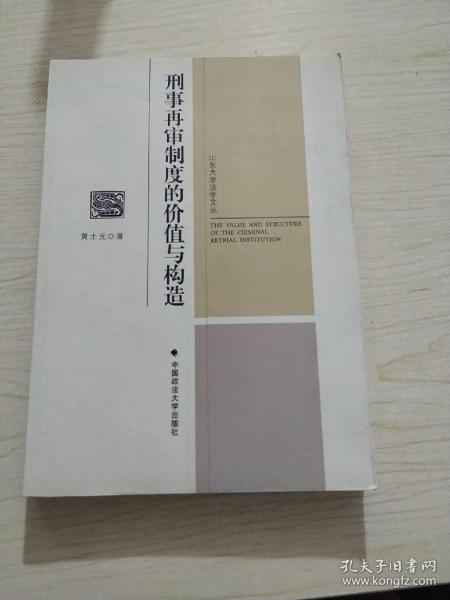 刑事再审制度的价值与构造
黄士元◎著
山东大学法学文丛
THE VALUE AND STRUCTURE
OF THE CRIMINAL
RETRIAL INSTITUTION
中国政法大学出版社
孔夫子旧书网
www.kongfz.com